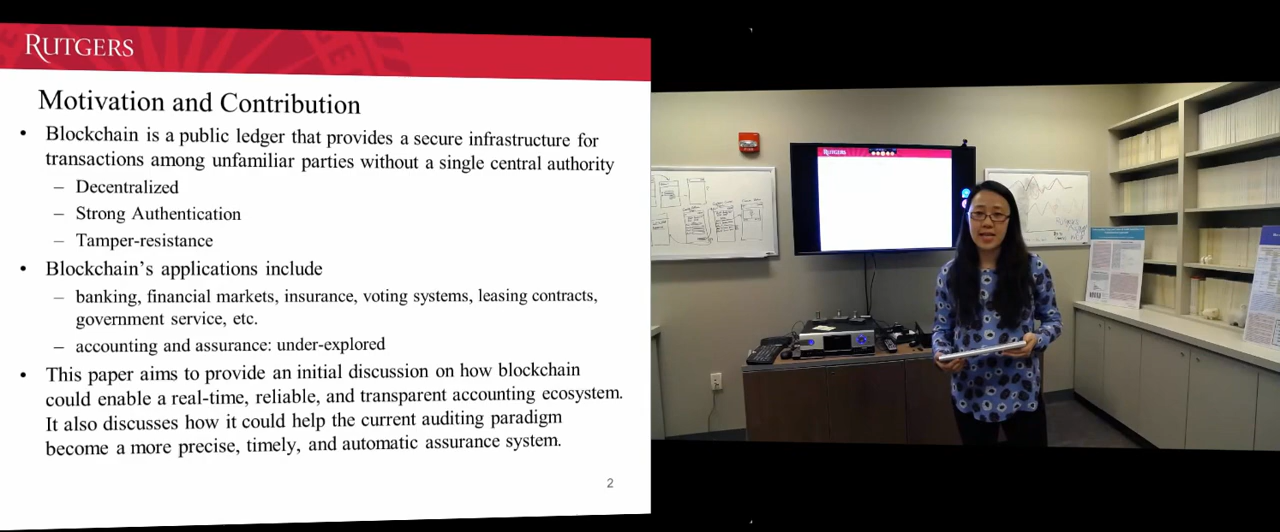 RUTGERS
Motivation and Contribution
• Blockchain is a public ledger that provides a secure infrastructure for
transactions among unfamiliar parties without a single central authority
– Decentralized
– Strong Authentication
– Tamper-resistance
• Blockchain's applications include
– banking, financial markets, insurance, voting systems, leasing contracts,
government service, etc.
– accounting and assurance: under-explored
• This paper aims to provide an initial discussion on how blockchain
could enable a real-time, reliable, and transparent accounting ecosystem.
It also discusses how it could help the current auditing paradigm
become a more precise, timely, and automatic assurance system.
2
RUTGERS